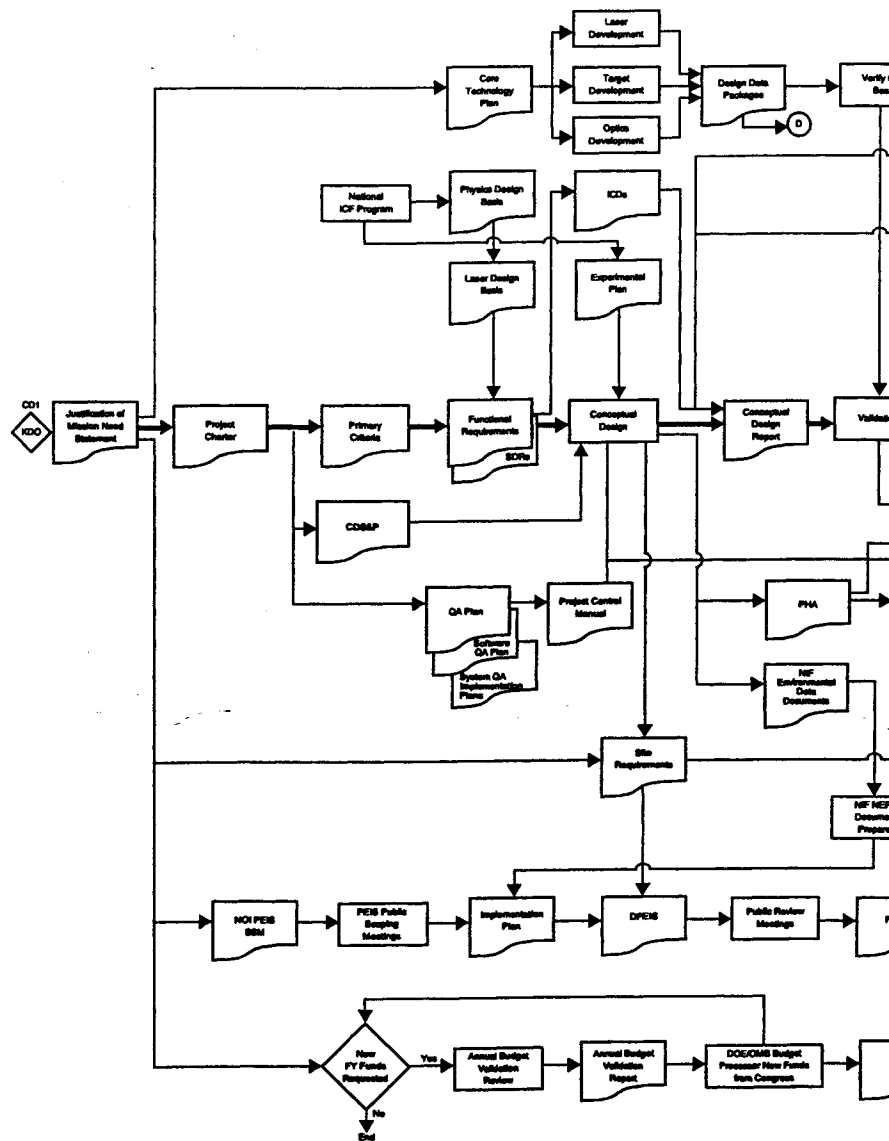 Laser
Development
Core
Technology
Plan
Target
Development
Design Data
Packages
Verify
D
Optics
Development
National
ICF Program
Physics Design
Basis
ICDs
Laser Design
Basis
Experimental
Plan
CD1
KDO
Justification of
Mission Need
Statement
Project
Charter
Primary
Criteria
Functional
Requirements
SDRs
Conceptual
Design
Conceptual
Design
Report
CDS&P
QA Plan
Software
QA Plan
System QA
Implementation
Plans
Project Control
Manual
PHA
NIF
Environmental
Data
Documents
Site
Requirements
NIF
NOI PEIS
SSM
PEIS Public
Scoping
Meetings
Implementation
Plan
DPEIS
Public Review
Meetings
New
FY Funds
Requested
Yes
No
End
Annual Budget
Validation
Review
Annual Budget
Validation
Report
DOE/OMB Budget
Processer New Funds
from Congress